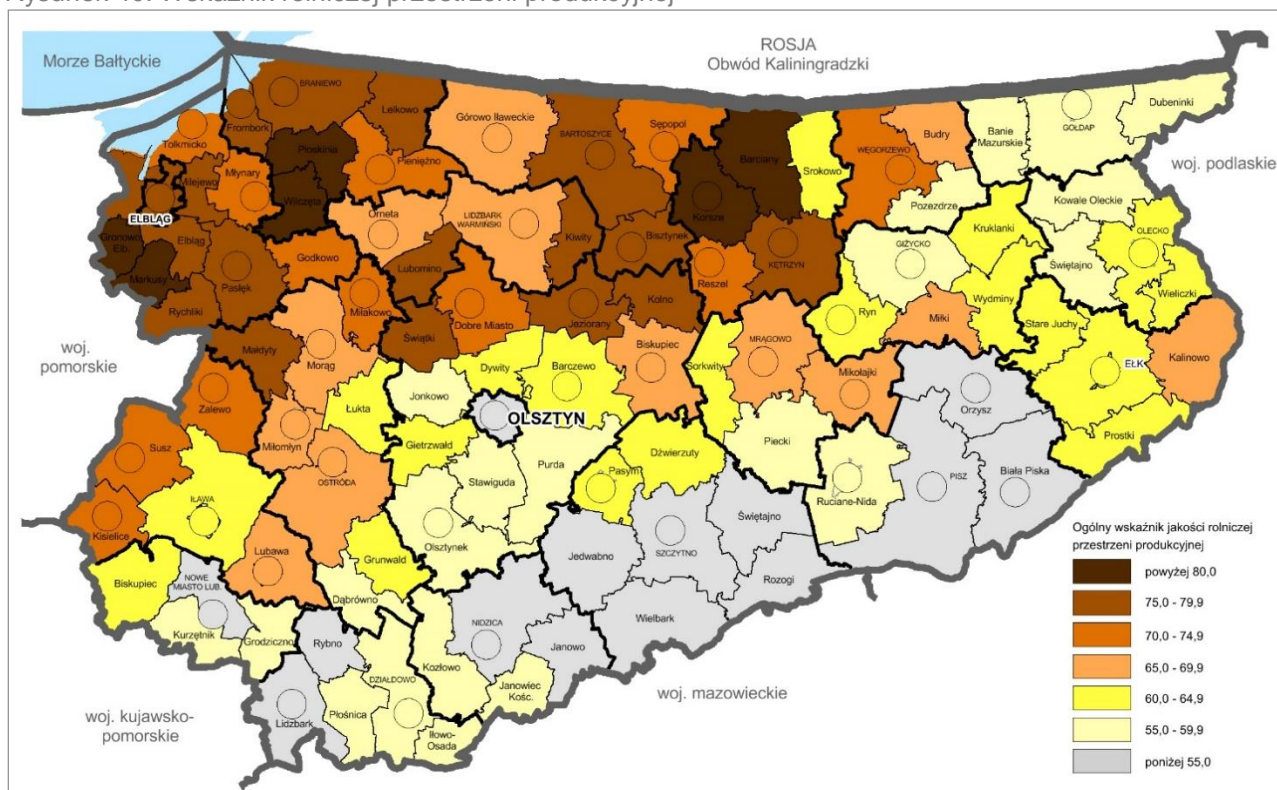 Morze Bałtyckie
ROSJA
Obwód Kaliningradzki
BRANIEWO
Lelkowo
Frombork
Tolkmicko
Płoskinia
Pieniężno
Górowo Iławeckie
BARTOSZYCE
Sępopol
Barciany
Srokowo
WĘGORZEWO
Budry
Banie
Mazurskie
GOŁDAP
Dubeninki
woj. podlaskie
Milejewo
Młynary
Wilczęta
Orneta
LIDZBARK
WARMIŃSKI
Kiwity
Bisztynek
Korsze
KĘTRZYN
Pozezdrze
Kowale Oleckie
ELBLĄG
Gronowo
Elb.
Elbląg
Markusy
Pasłęk
Rychliki
Godkowo
Lubomino
Reszel
GIŻYCKO
Kruklanki
OLECKO
Świętajno
Wieliczki
Miłakowo
Dobre Miasto
Jeziorany
Kolno
Ryn
Miłki
Wydminy
Stare Juchy
woj.
pomorskie
Małdyty
Morąg
Świątki
Dywity
Barczewo
Biskupiec
Sorkwity
MRĄGOWO
Mikołajki
Orzysz
EŁK
Kalinowo
Zalewo
Łukta
Jonkowo
OLSZTYN
Susz
Miłomłyn
OSTRÓDA
Gietrzwałd
Purda
Pasym
Dźwierzuty
Piecki
Ruciane-Nida
PISZ
Biała Piska
Prostki
Kisielice
IŁAWA
Stawiguda
Olsztynek
Lubawa
Grunwald
Jedwabno
SZCZYTNO
Świętajno
Rozogi
Biskupiec
NOWE
MIASTO LUB.
Dąbrówno
Kurzętnik
Grodziczno
Rybno
NIDZICA
Wielbark
Janowo
Kozłowo
DZIAŁDOWO
Janowiec
Kośc.
Lidzbark
Płośnica
Iłowo-
Osada
woj. kujawsko-
pomorskie
woj. mazowieckie
Ogólny wskaźnik jakości rolniczej
przestrzeni produkcyjnej
powyżej 80,0
75,0 - 79,9
70,0 - 74,9
65,0 - 69,9
60,0 - 64,9
55,0 - 59,9
poniżej 55,0